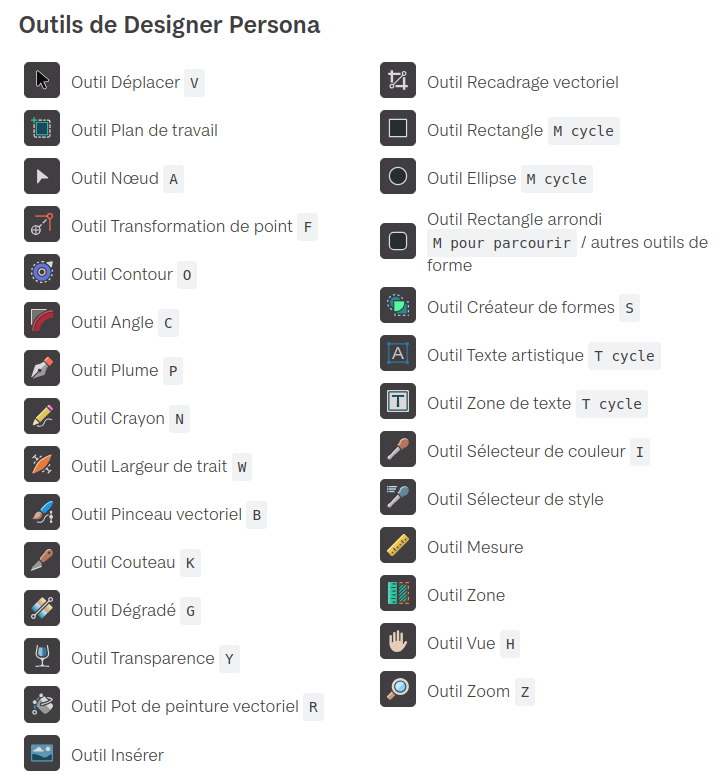 Outils de Designer Persona
Outil Déplacer V
Outil Plan de travail
Outil Nœud A
Outil Transformation de point F
Outil Contour O
Outil Angle C
Outil Plume P
Outil Crayon N
Outil Largeur de trait W
Outil Pinceau vectoriel B
Outil Couteau K
Outil Dégradé G
Outil Transparence Y
Outil Pot de peinture vectoriel R
Outil Insérer
Outil Recadrage vectoriel
Outil Rectangle M cycle
Outil Ellipse M cycle
Outil Rectangle arrondi
M pour parcourir / autres outils de
forme
Outil Créateur de formes S
A
Outil Texte artistique T cycle
T
Outil Zone de texte T cycle
Outil Sélecteur de couleur I
Outil Sélecteur de style
Outil Mesure
Outil Zone
Outil Vue H
Outil Zoom Z